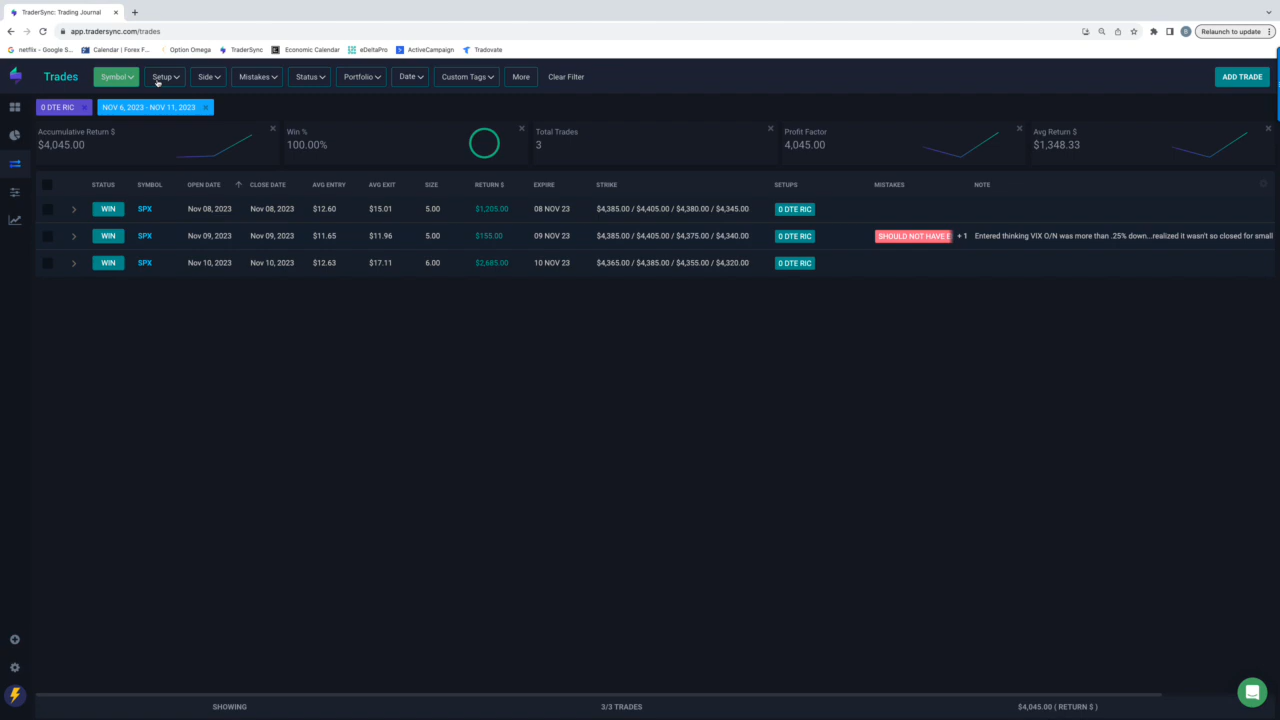 TraderSync: Trading Journal
app.tradersync.com/trades
Relaunch to update
netflix - Google S... Calendar | Forex F... Option Omega TraderSync Economic Calendar eDeltaPro ActiveCampaign Tradovate
Trades Symbol Setup Side Mistakes Status Portfolio Date Custom Tags More Clear Filter ADD TRADE
0 DTE RIC × NOV 6, 2023 - NOV 11, 2023 ×
Accumulative Return $ Win % Total Trades Profit Factor Avg Return $
$4,045.00 100.00% 3 4,045.00 $1,348.33
STATUS SYMBOL OPEN DATE CLOSE DATE AVG ENTRY AVG EXIT SIZE RETURN $ EXPIRE STRIKE SETUPS MISTAKES NOTE
WIN SPX Nov 08, 2023 Nov 08, 2023 $12.60 $15.01 5.00 $1,205.00 08 NOV 23 $4,385.00 / $4,405.00 / $4,380.00 / $4,345.00 0 DTE RIC
WIN SPX Nov 09, 2023 Nov 09, 2023 $11.65 $11.96 5.00 $155.00 09 NOV 23 $4,385.00 / $4,405.00 / $4,375.00 / $4,340.00 0 DTE RIC SHOULD NOT HAVE E + 1 Entered thinking VIX O/N was more than .25% down...realized it wasn't so closed for small
WIN SPX Nov 10, 2023 Nov 10, 2023 $12.63 $17.11 6.00 $2,685.00 10 NOV 23 $4,365.00 / $4,385.00 / $4,355.00 / $4,320.00 0 DTE RIC
SHOWING 3/3 TRADES $4,045.00 ( RETURN $ )